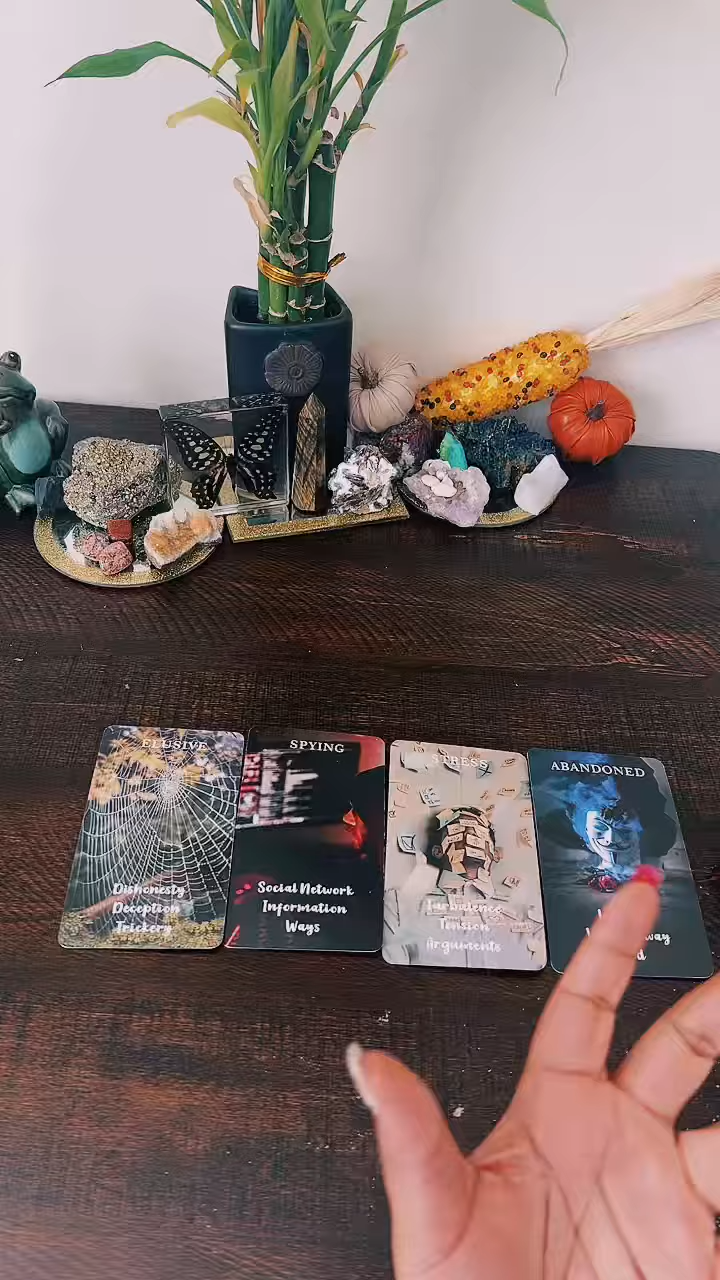 ELUSIVE
Dishonesty
Deception
Trickery
SPYING
Social Network
Information
Ways
STRESS
Turbulence
Tension
Arguments
ABANDONED